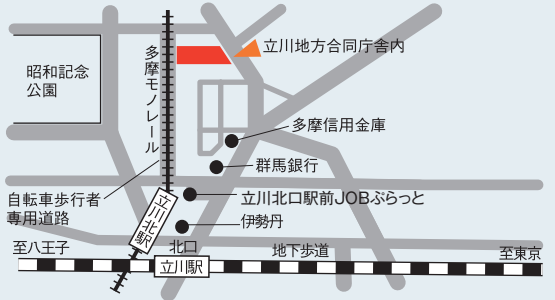 立川地方合同庁舎内
多摩モノレール
昭和記念
公園
多摩信用金庫
群馬銀行
自転車歩行者
専用道路
立川北口駅前JOBぷらっと
立川北駅
伊勢丹
至八王子
北口
地下歩道
至東京
立川駅